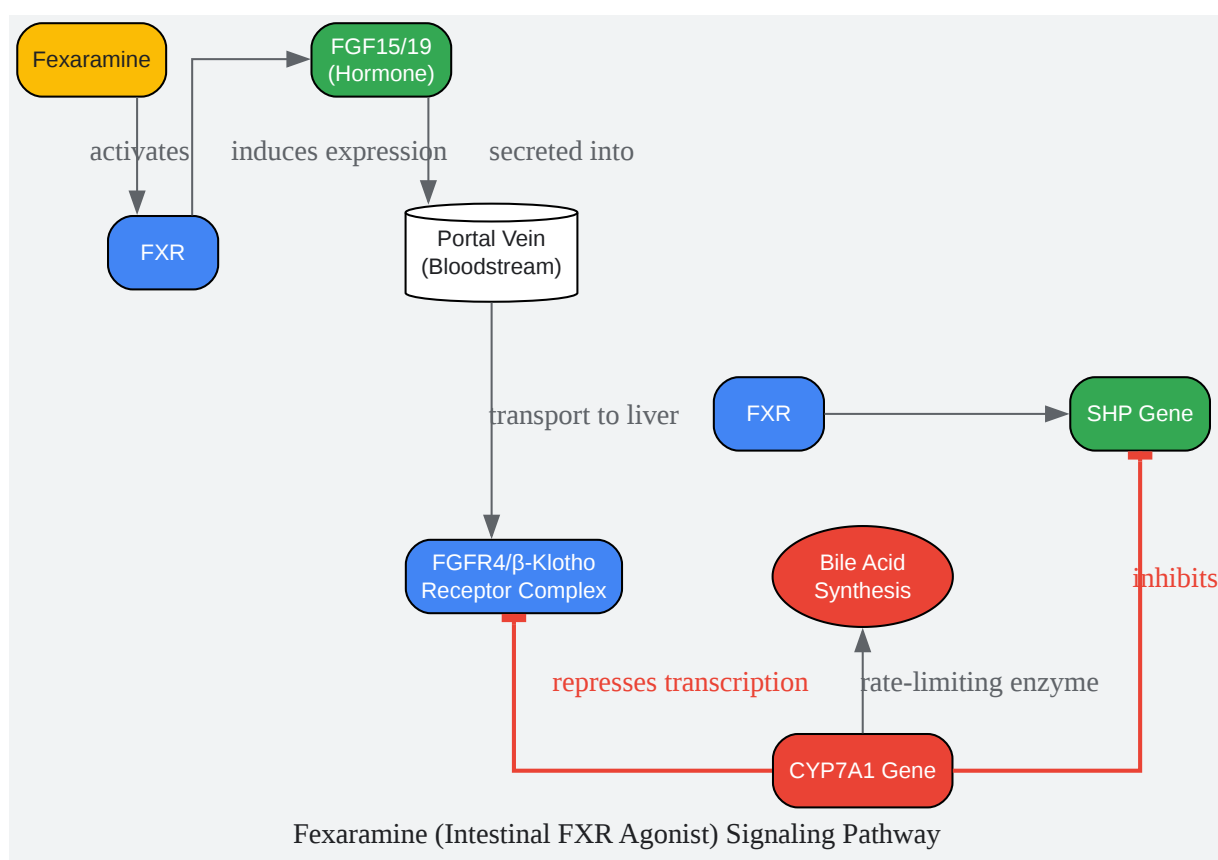 Fexaramine
FGF15/19
(Hormone)
activates
induces expression
secreted into
FXR
Portal Vein
(Bloodstream)
transport to liver
FXR
SHP Gene
FGFR4/β-Klotho
Receptor Complex
Bile Acid
Synthesis
inhibits
represses transcription
rate-limiting enzyme
CYP7A1 Gene
Fexaramine (Intestinal FXR Agonist) Signaling Pathway